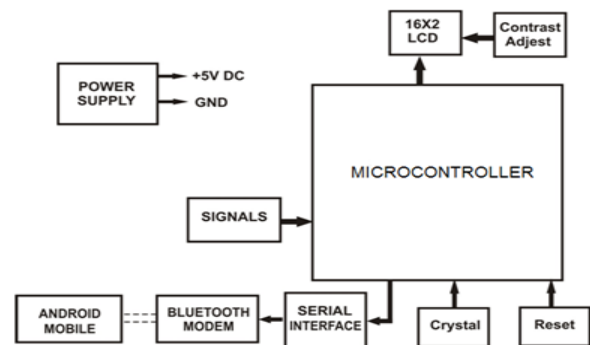 16X2
LCD
Contrast
Adjest
POWER
SUPPLY
+5V DC
GND
MICROCONTROLLER
SIGNALS
ANDROID
MOBILE
BLUETOOTH
MODEM
SERIAL
INTERFACE
Crystal
Reset